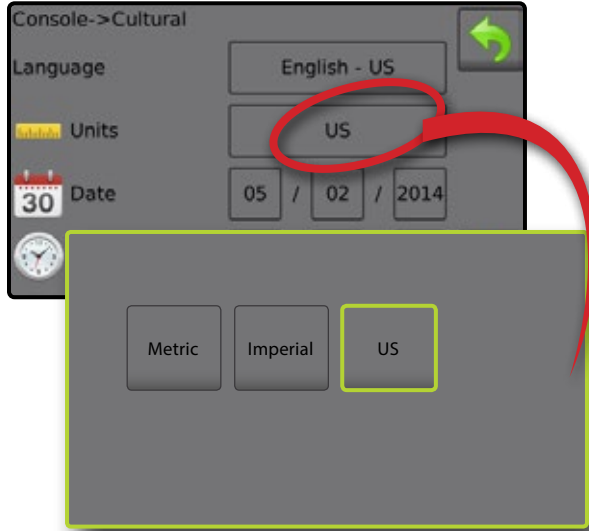 Console->Cultural
Language English - US
Units US
30 Date 05 / 02 / 2014
Metric Imperial US